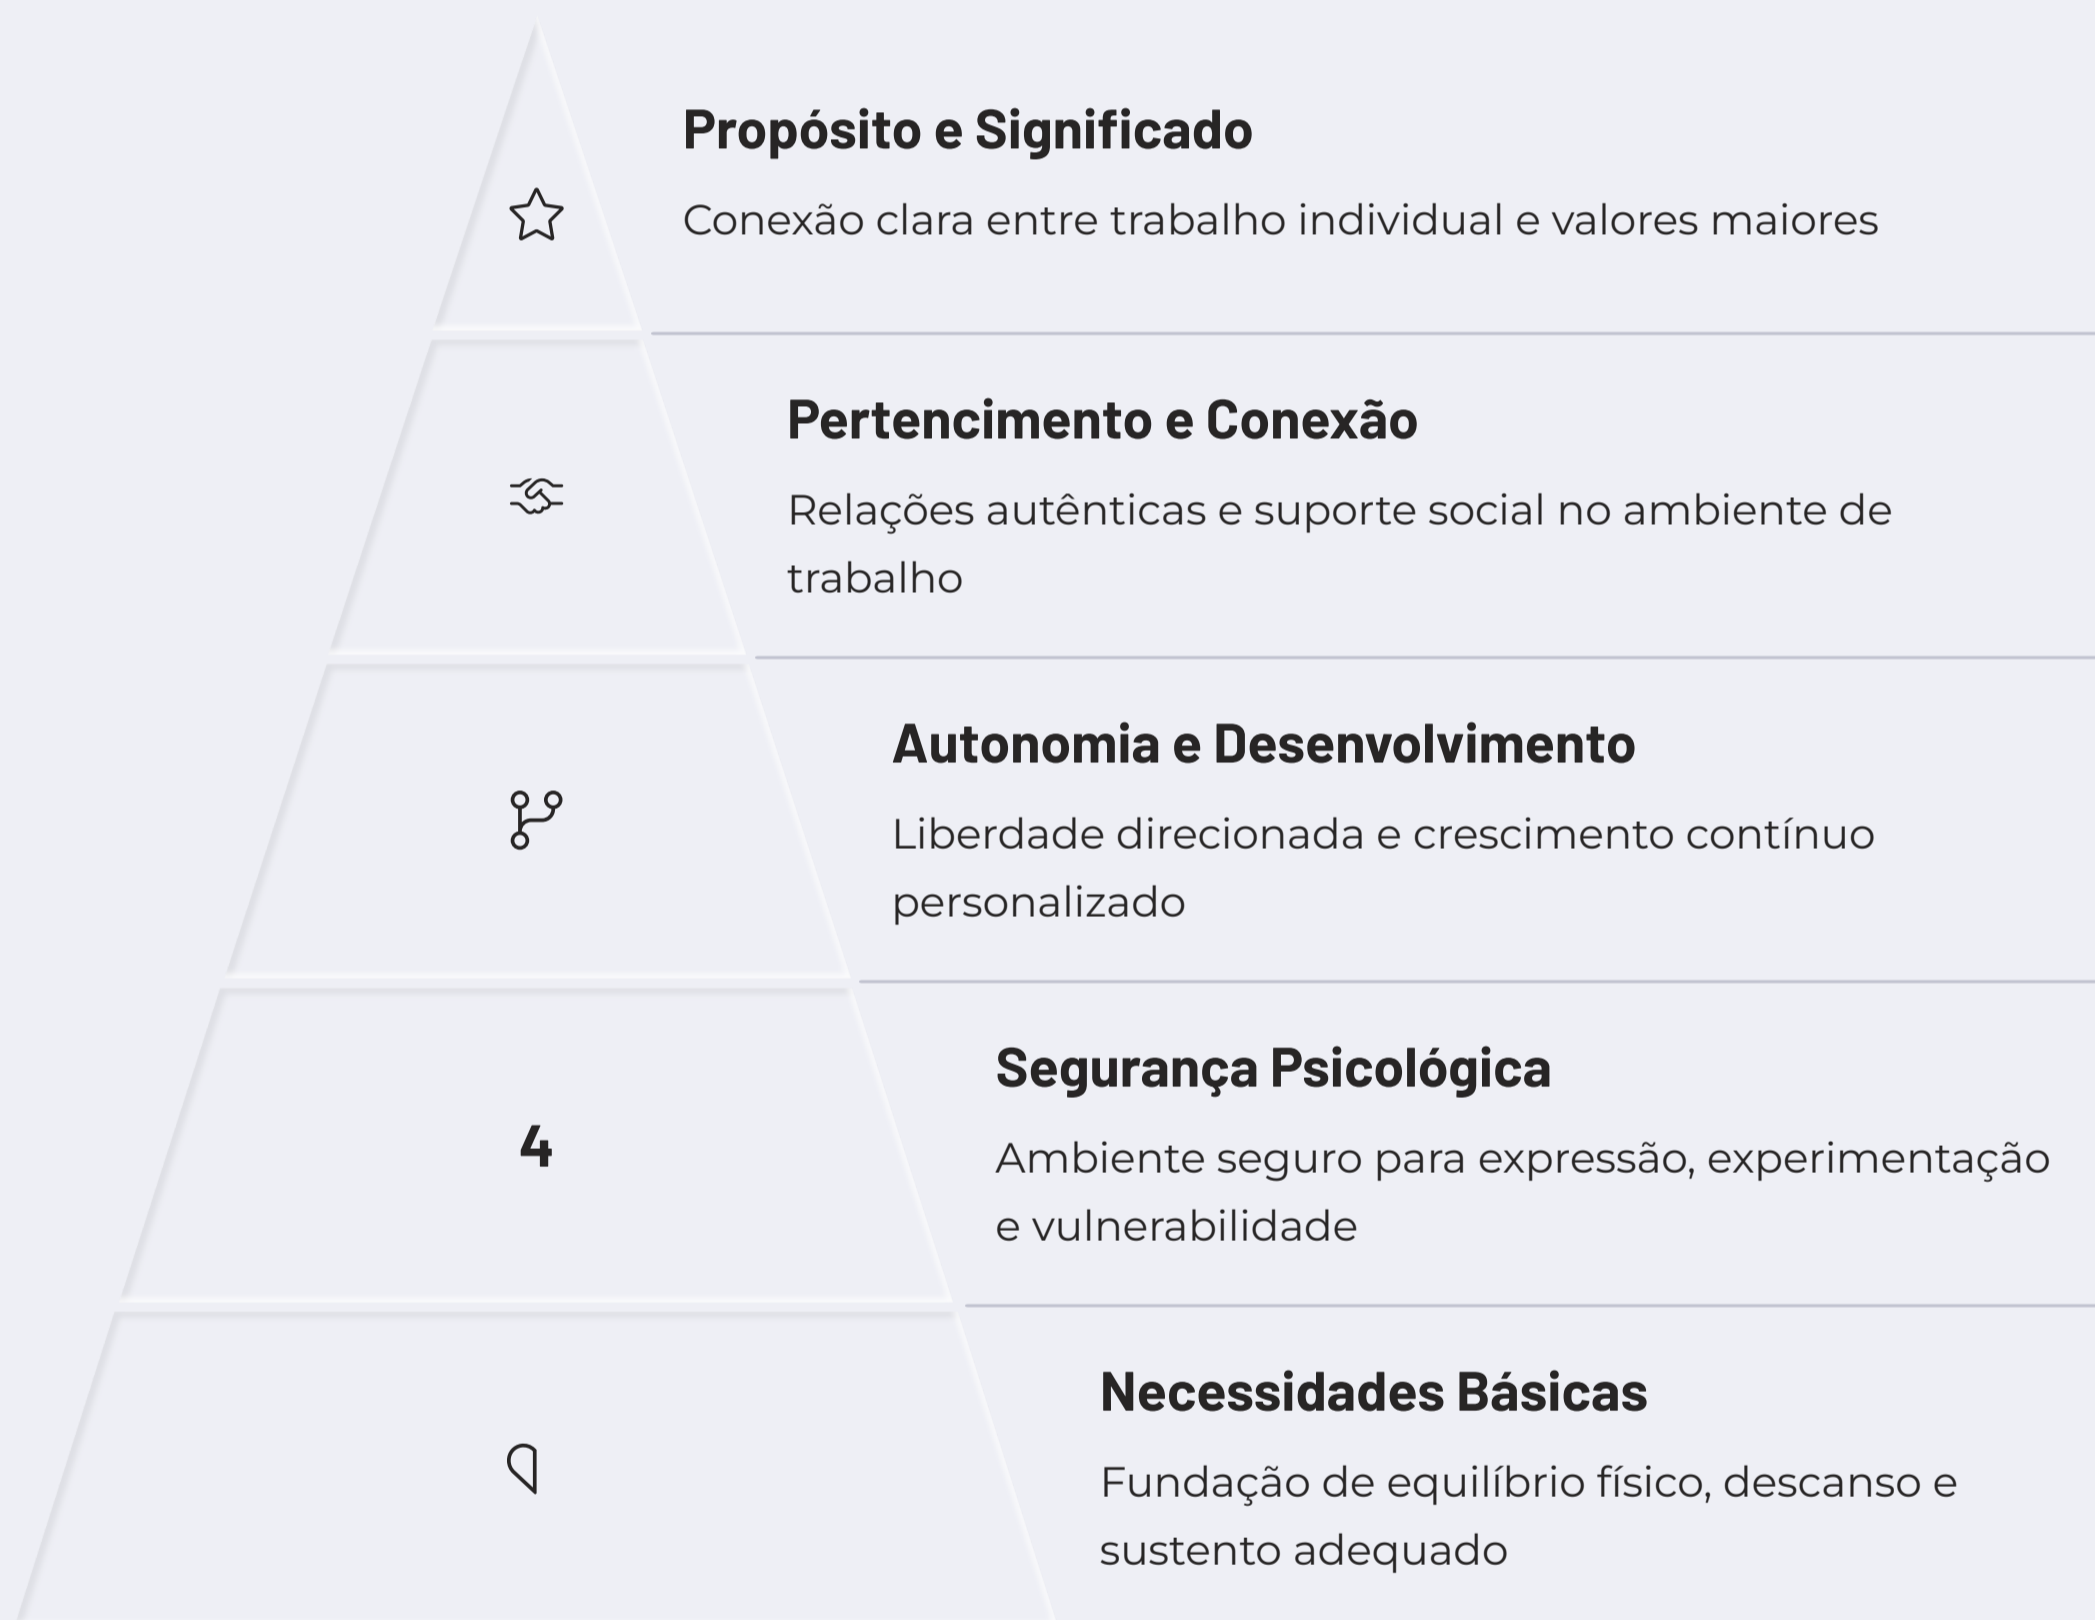 Propósito e Significado
Conexão clara entre trabalho individual e valores maiores
Pertencimento e Conexão
Relações autênticas e suporte social no ambiente de
trabalho
Autonomia e Desenvolvimento
Liberdade direcionada e crescimento contínuo
personalizado
4
Segurança Psicológica
Ambiente seguro para expressão, experimentação
e vulnerabilidade
Necessidades Básicas
Fundação de equilíbrio físico, descanso e
sustento adequado